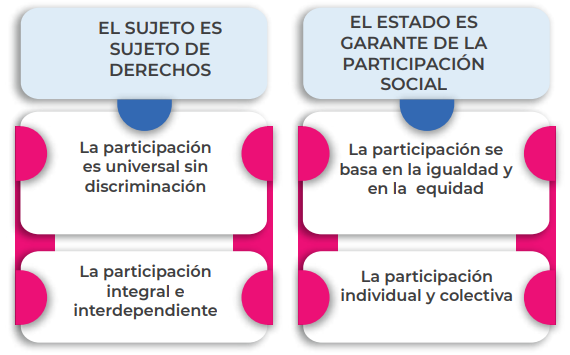 EL SUJETO ES
SUJETO DE
DERECHOS
La participación
es universal sin
discriminación
La participación
integral e
interdependiente
EL ESTADO ES
GARANTE DE LA
PARTICIPACIÓN
SOCIAL
La participación se
basa en la igualdad y
en la equidad
La participación
individual y colectiva